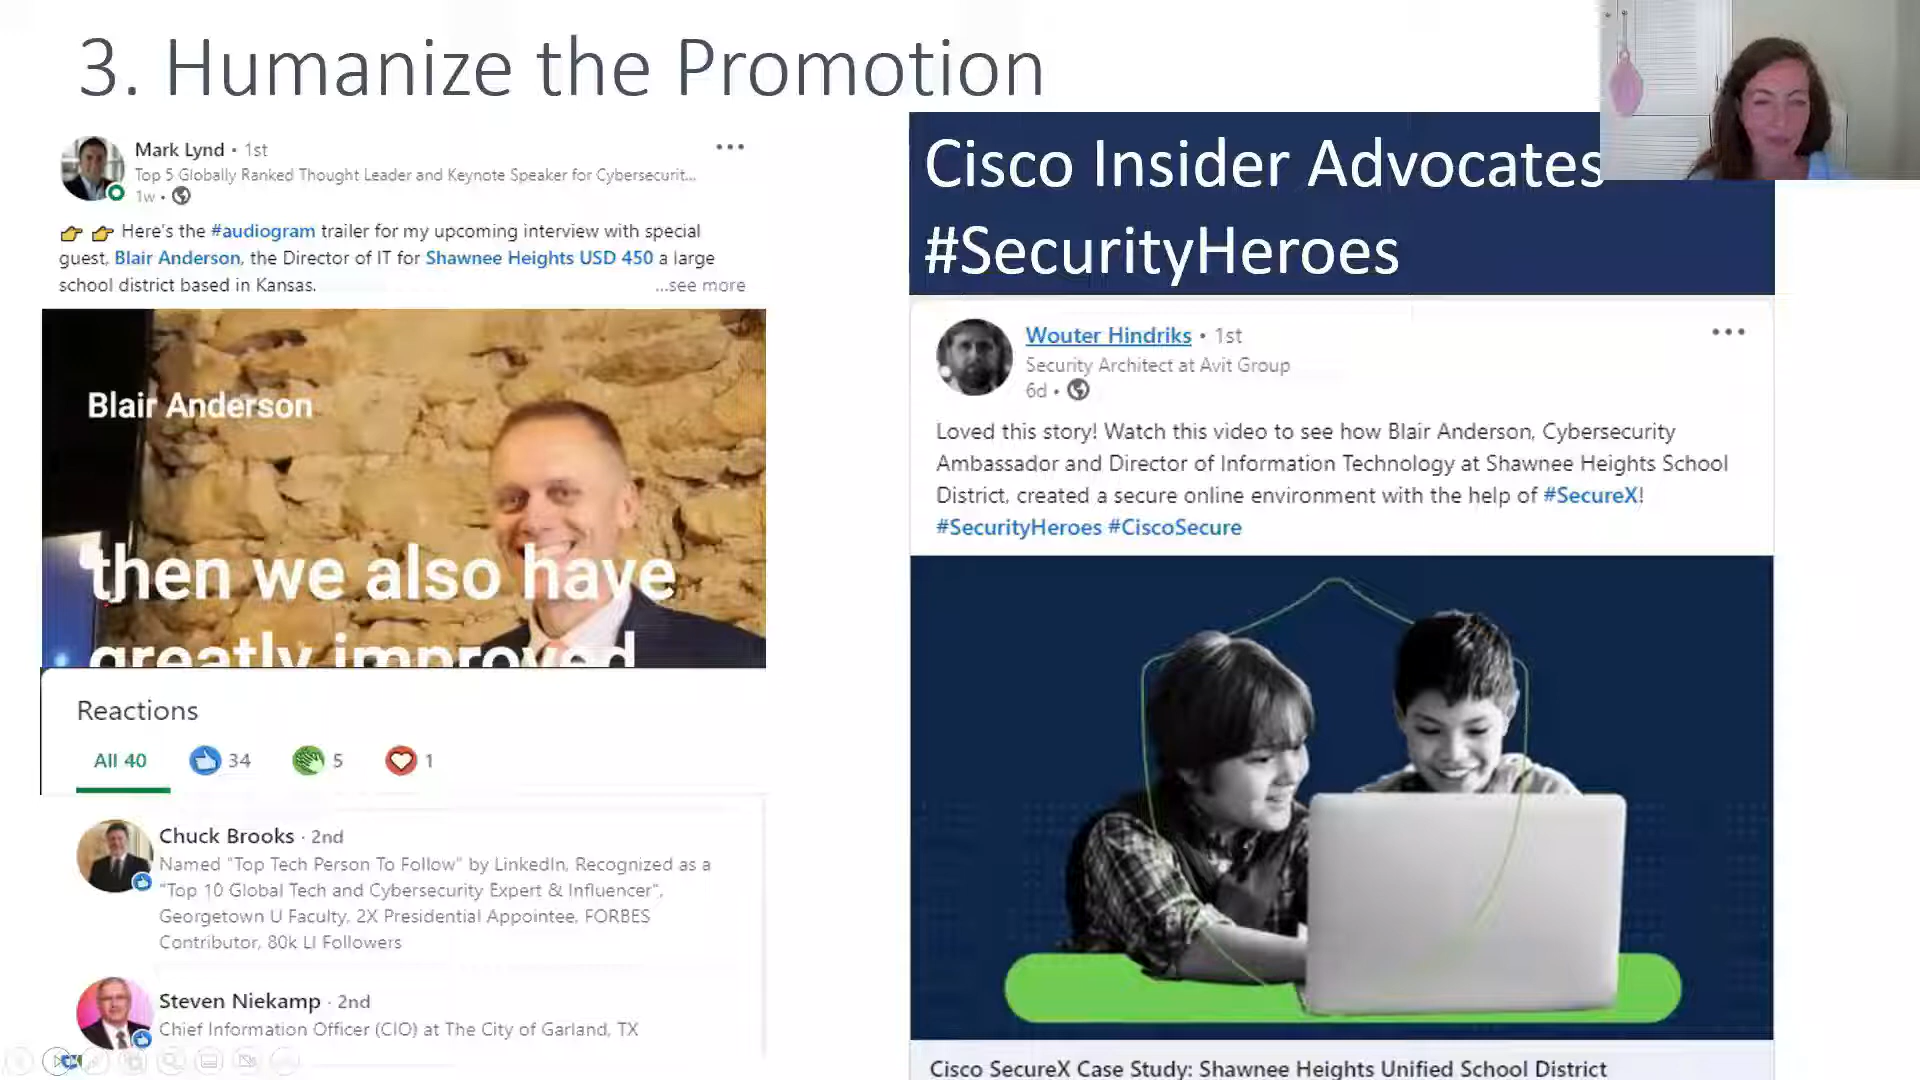 3. Humanize the Promotion
Mark Lynd • 1st
Top 5 Globally Ranked Thought Leader and Keynote Speaker for Cybersecurit...
1w •
Here's the #audiogram trailer for my upcoming interview with special
guest, Blair Anderson, the Director of IT for Shawnee Heights USD 450 a large
school district based in Kansas.
...see more
Blair Anderson
then we also have
greatly improved
Reactions
All 40 34 5 1
Chuck Brooks · 2nd
Named "Top Tech Person To Follow" by LinkedIn, Recognized as a
"Top 10 Global Tech and Cybersecurity Expert & Influencer",
Georgetown U Faculty, 2X Presidential Appointee, FORBES
Contributor, 80k LI Followers
Steven Niekamp · 2nd
Chief Information Officer (CIO) at The City of Garland, TX
Cisco Insider Advocates
#SecurityHeroes
Wouter Hindriks • 1st
Security Architect at Avit Group
6d •
Loved this story! Watch this video to see how Blair Anderson, Cybersecurity
Ambassador and Director of Information Technology at Shawnee Heights School
District, created a secure online environment with the help of #SecureX!
#SecurityHeroes #CiscoSecure
Cisco SecureX Case Study: Shawnee Heights Unified School District